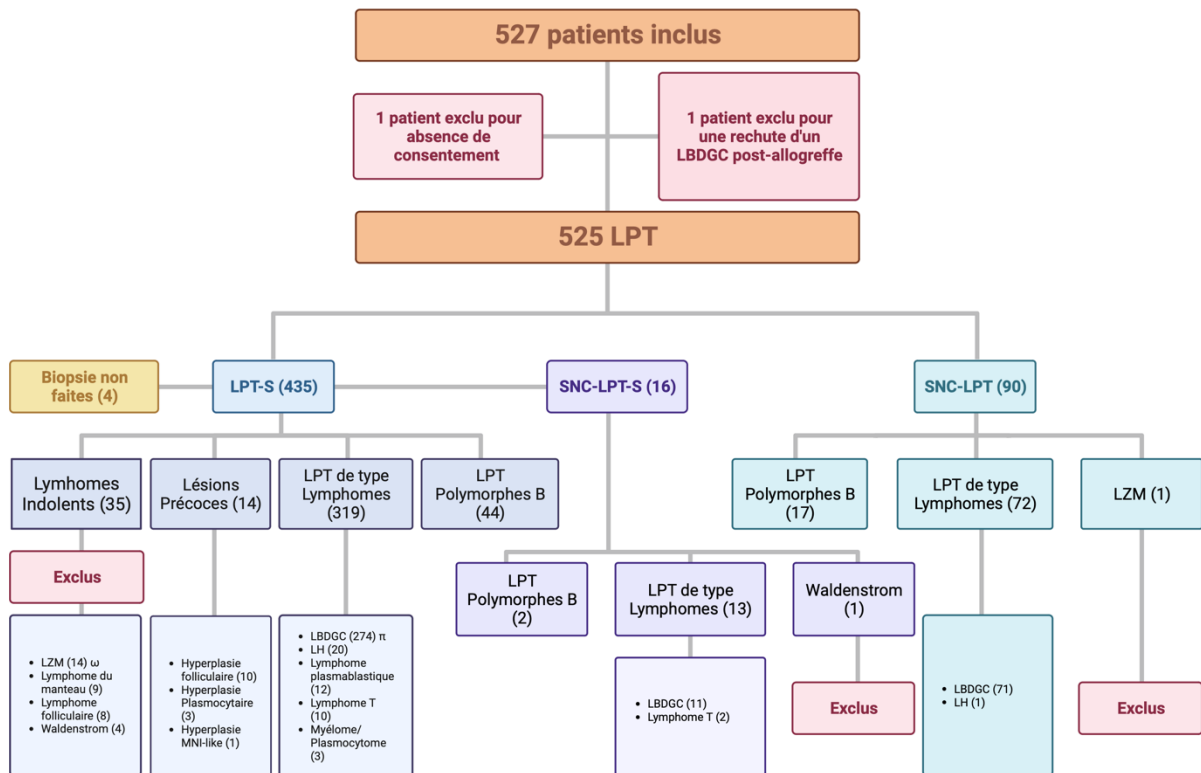 527 patients inclus
1 patient exclu pour
absence de
consentement
1 patient exclu pour
une rechute d'un
LBDGC post-allogreffe
525 LPT
Biopsie non
faites (4)
LPT-S (435)
SNC-LPT-S (16)
SNC-LPT (90)
Lymhomes
Indolents (35)
Lésions
Précoces (14)
LPT de type
Lymphomes
(319)
LPT
Polymorphes B
(44)
LPT
Polymorphes B
(17)
LPT de type
Lymphomes (72)
LZM (1)
Exclus
LPT
Polymorphes B
(2)
LPT de type
Lymphomes (13)
Waldenstrom
(1)
• LZM (14) ω
• Lymphome du
manteau (9)
• Lymphome
folliculaire (8)
• Waldenstrom (4)
• Hyperplasie
folliculaire (10)
• Hyperplasie
Plasmocytaire
(3)
• Hyperplasie
MNI-like (1)
• LBDGC (274) π
• LH (20)
• Lymphome
plasmablastique
(12)
• Lymphome T
(10)
• Myélome/
Plasmocytome
(3)
• LBDGC (11)
• Lymphome T (2)
Exclus
• LBDGC (71)
• LH (1)
Exclus